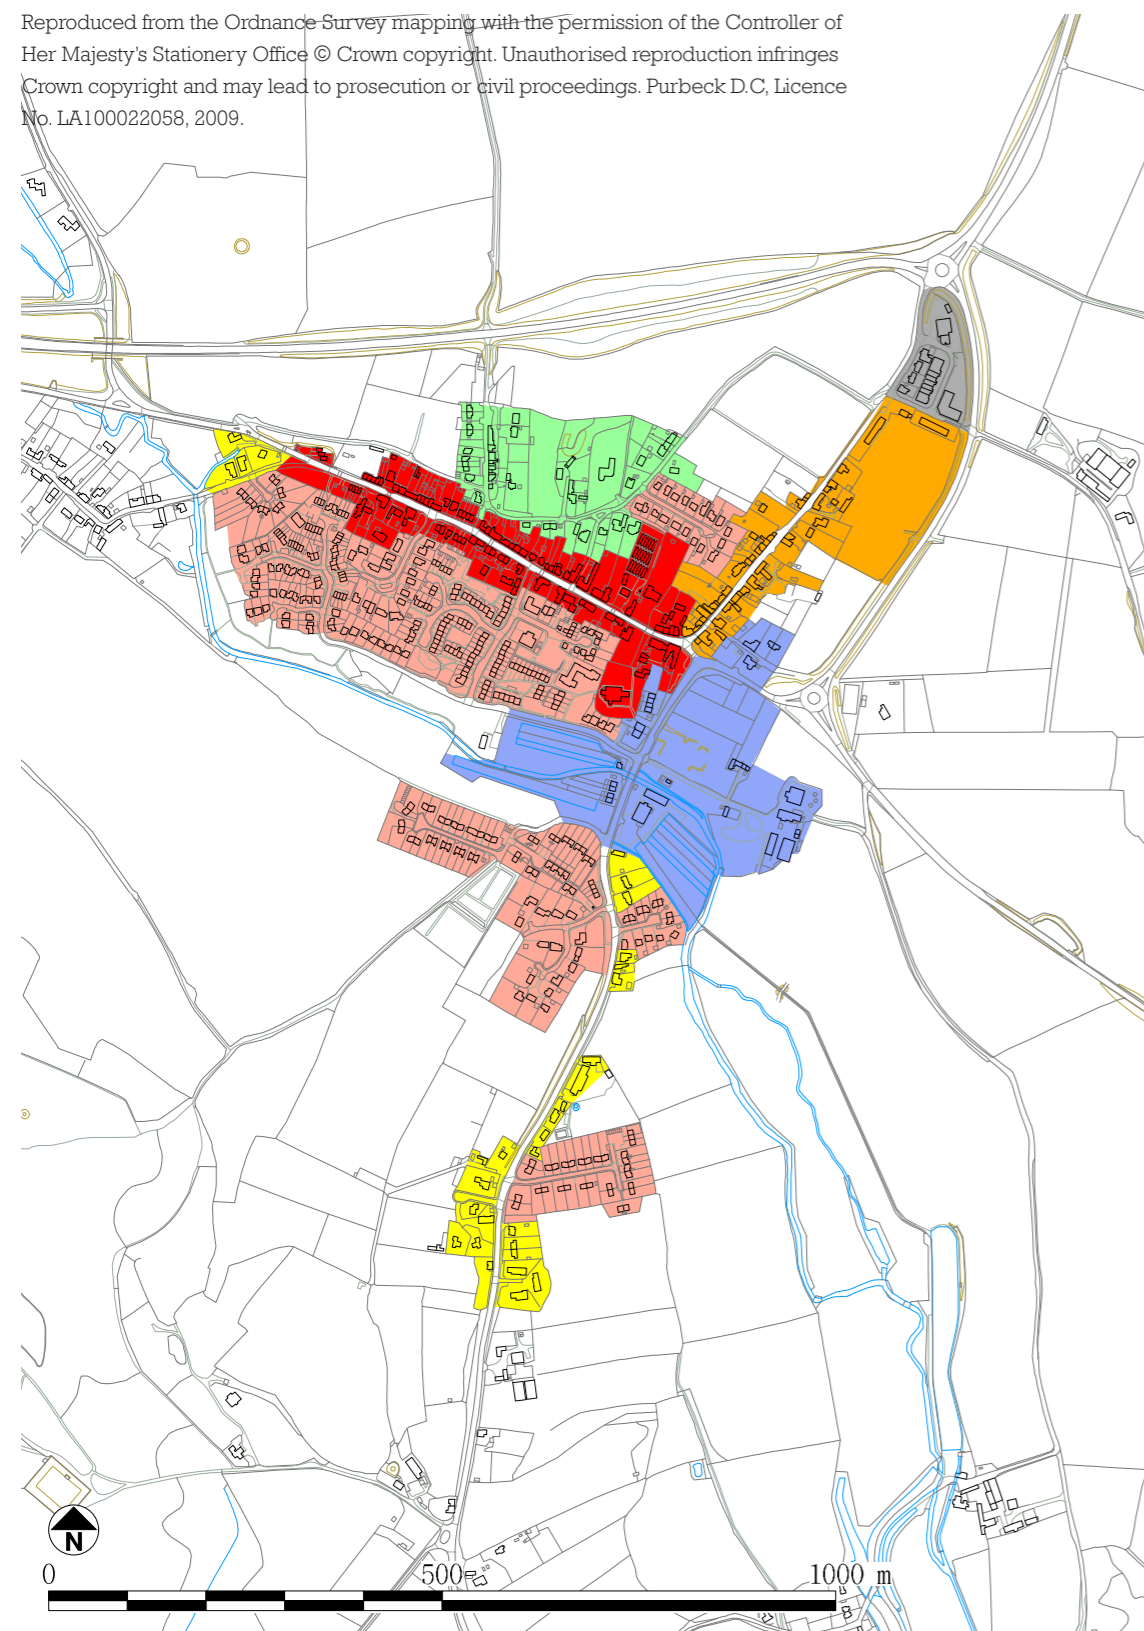 Reproduced from the Ordnance Survey mapping with the permission of the Controller of
Her Majesty's Stationery Office © Crown copyright. Unauthorised reproduction infringes
Crown copyright and may lead to prosecution or civil proceedings. Purbeck D.C, Licence
No. LA100022058, 2009.
N
0 500 1000 m